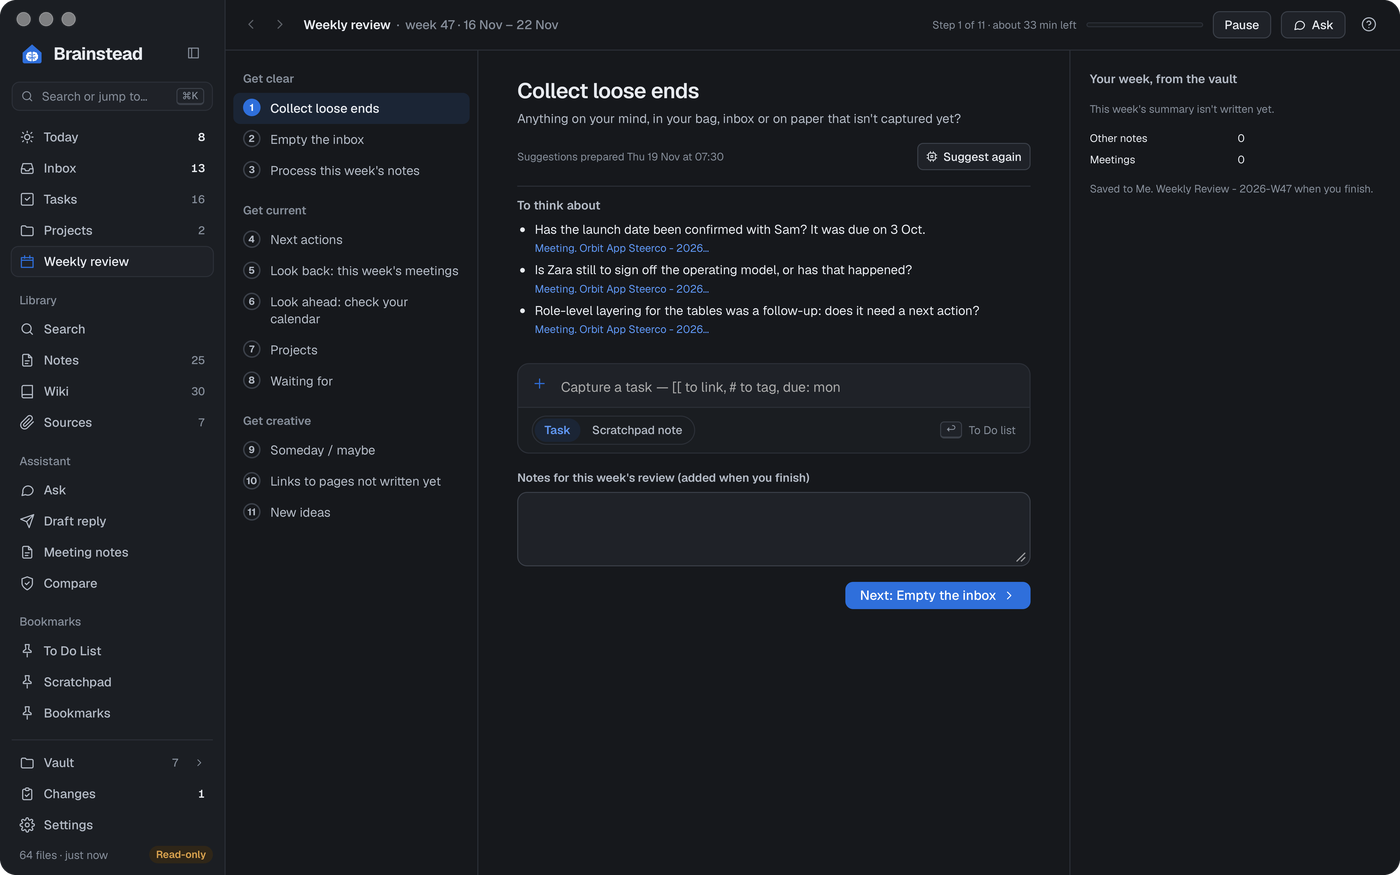 Brainstead
Search or jump to... ⌘K
Today 8
Inbox 13
Tasks 16
Projects 2
Weekly review
Library
Search
Notes 25
Wiki 30
Sources 7
Assistant
Ask
Draft reply
Meeting notes
Compare
Bookmarks
To Do List
Scratchpad
Bookmarks
Vault 7
Changes 1
Settings
64 files · just now Read-only
Weekly review · week 47 · 16 Nov – 22 Nov
Step 1 of 11 · about 33 min left
Pause
Ask
Get clear
1 Collect loose ends
2 Empty the inbox
3 Process this week's notes
Get current
4 Next actions
5 Look back: this week's meetings
6 Look ahead: check your
calendar
7 Projects
8 Waiting for
Get creative
9 Someday / maybe
10 Links to pages not written yet
11 New ideas
Collect loose ends
Anything on your mind, in your bag, inbox or on paper that isn't captured yet?
Suggestions prepared Thu 19 Nov at 07:30
Suggest again
To think about
Has the launch date been confirmed with Sam? It was due on 3 Oct.
Meeting. Orbit App Steerco - 2026...
Is Zara still to sign off the operating model, or has that happened?
Meeting. Orbit App Steerco - 2026...
Role-level layering for the tables was a follow-up: does it need a next action?
Meeting. Orbit App Steerco - 2026...
Capture a task — [[ to link, # to tag, due: mon
Task Scratchpad note
To Do list
Notes for this week's review (added when you finish)
Next: Empty the inbox
Your week, from the vault
This week's summary isn't written yet.
Other notes 0
Meetings 0
Saved to Me. Weekly Review - 2026-W47 when you finish.